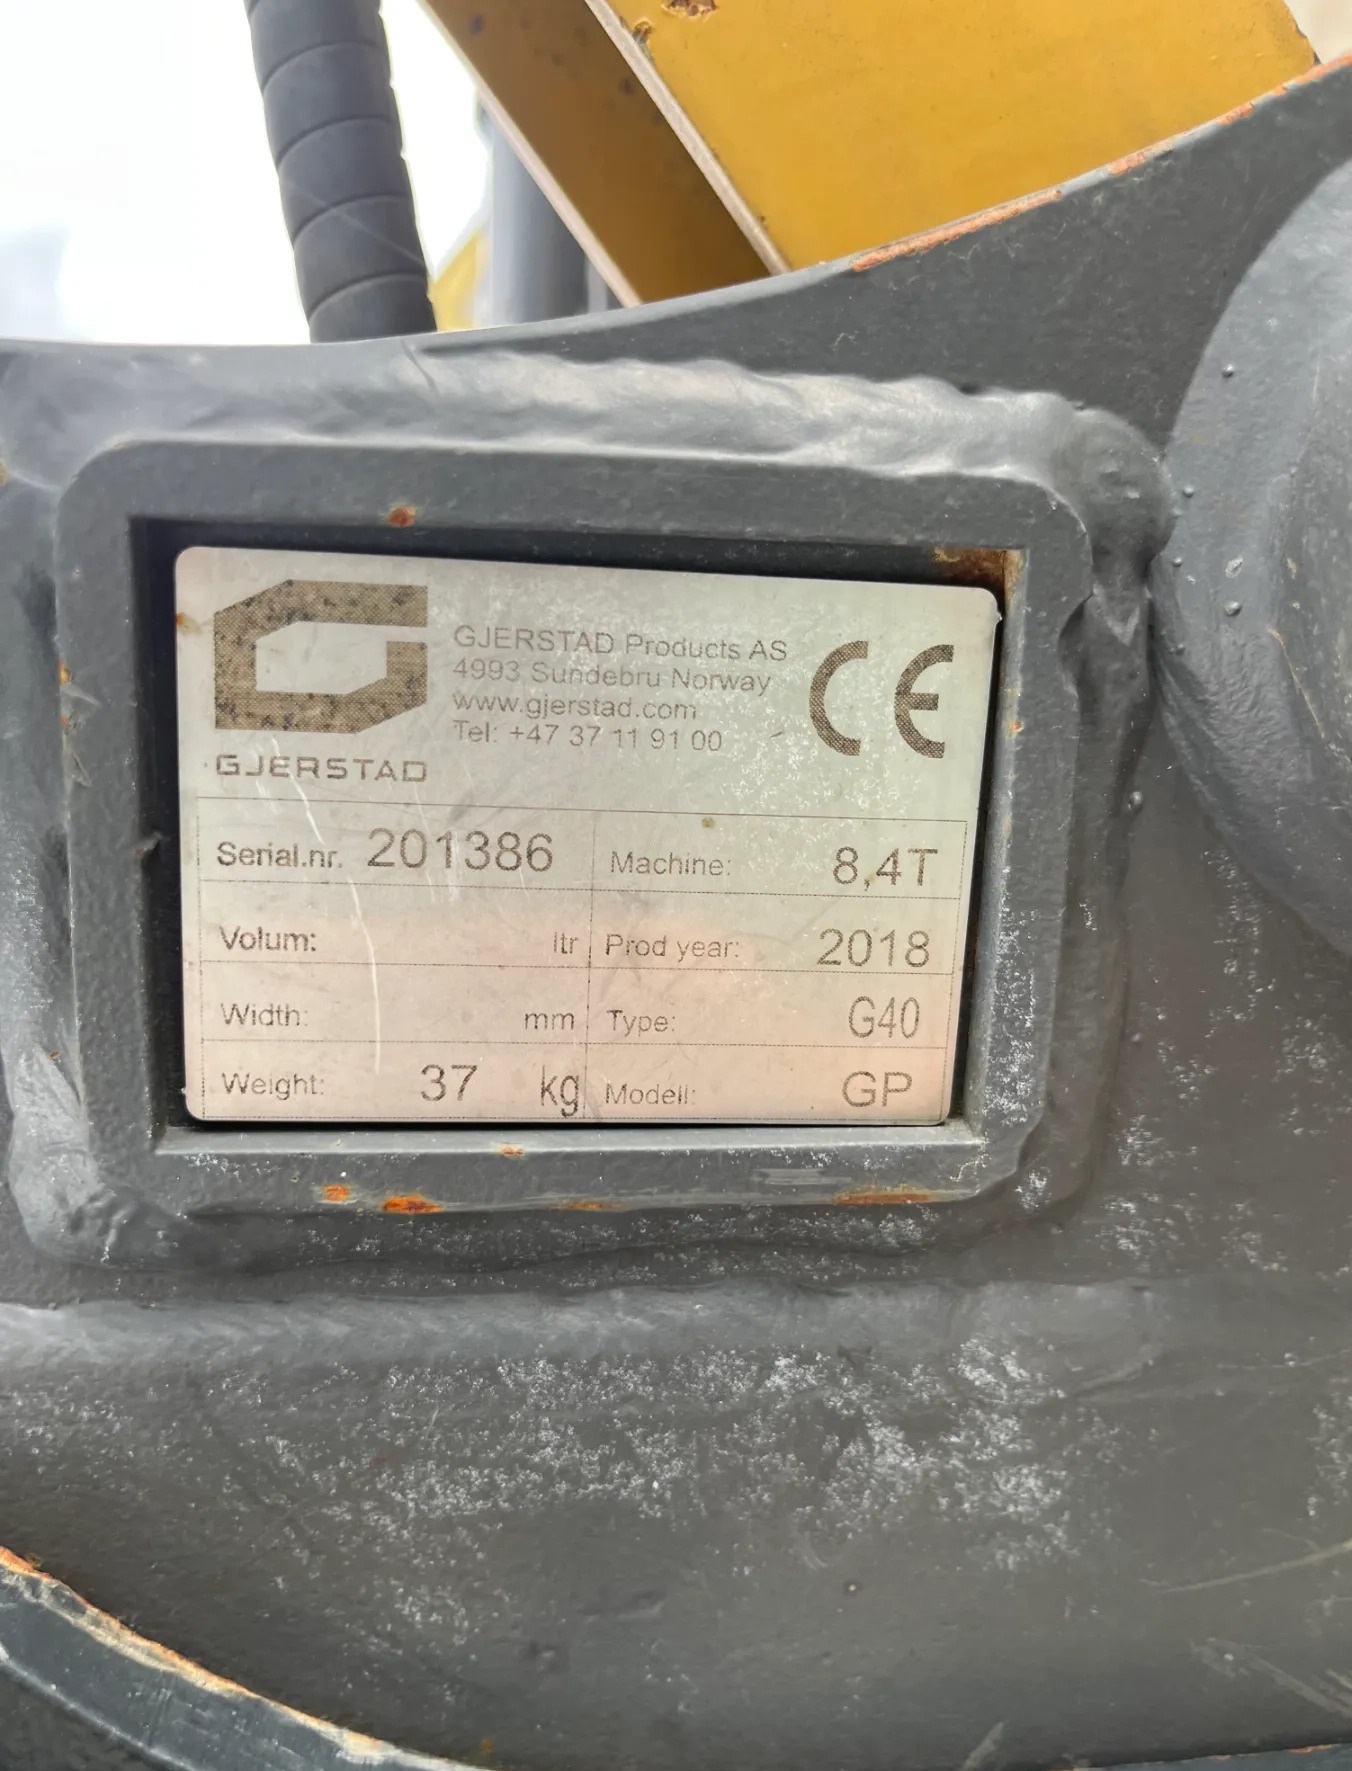 GJERSTAD Products AS
4993 Sundebru Norway
www.gjerstad.com
Tel: +47 37 11 91 00
CE
GJERSTAD
Serial.nr. 201386 Machine: 8,4T
Volum: ltr Prod year: 2018
Width: mm Type: G40
Weight: 37 kg Modell: GP